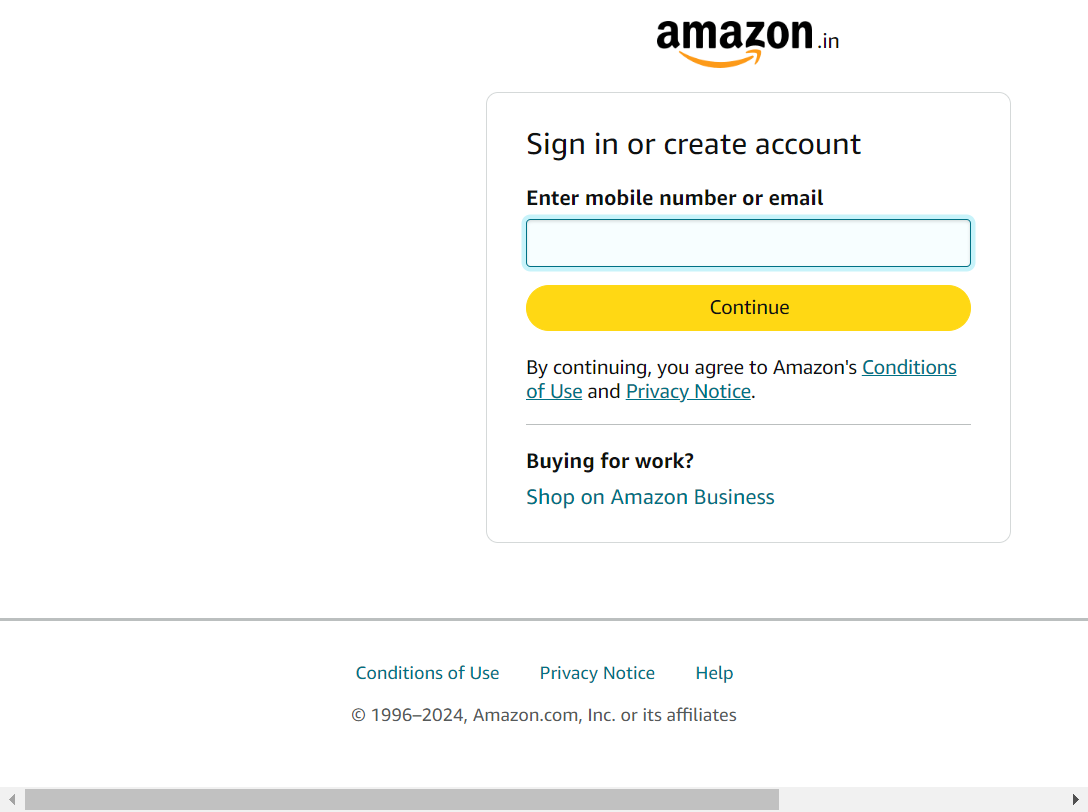 amazon.in
Sign in or create account
Enter mobile number or email
Continue
By continuing, you agree to Amazon's Conditions
of Use and Privacy Notice.
Buying for work?
Shop on Amazon Business
Conditions of Use Privacy Notice Help
© 1996–2024, Amazon.com, Inc. or its affiliates